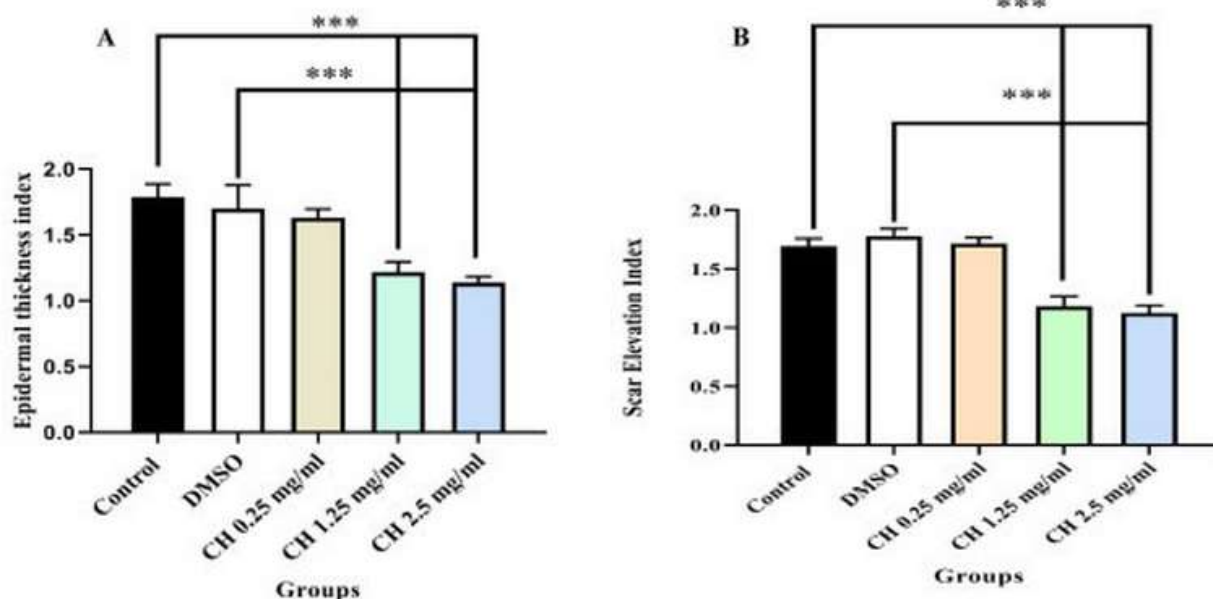 A
***
***
Epidermal thickness index
2.0
1.5
1.0
0.5
0.0
Control
DMSO
CH 0.25 mg/ml
CH 1.25 mg/ml
CH 2.5 mg/ml
Groups
B
***
***
Scar Elevation Index
2.0
1.5
1.0
0.5
0.0
Control
DMSO
CH 0.25 mg/ml
CH 1.25 mg/ml
CH 2.5 mg/ml
Groups